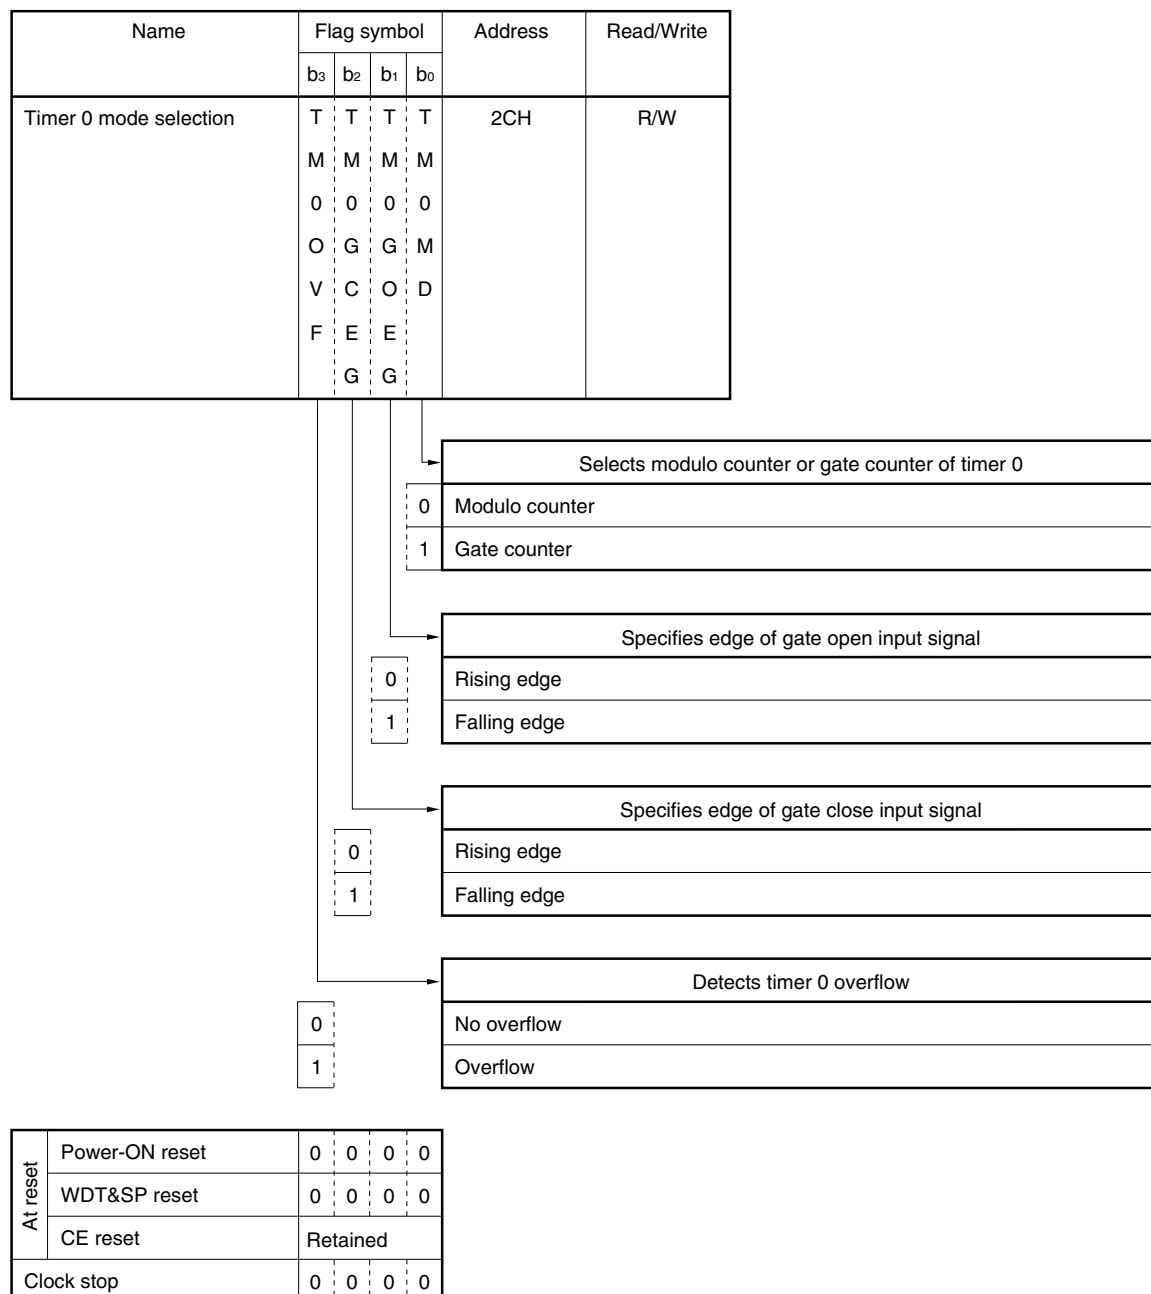 Name Flag symbol Address Read/Write
b3 b2 b1 b0
Timer 0 mode selection T T T T 2CH R/W
M M M M
0 0 0 0
O G G M
V C O D
F E E
G G
Selects modulo counter or gate counter of timer 0
0 Modulo counter
1 Gate counter
Specifies edge of gate open input signal
0 Rising edge
1 Falling edge
Specifies edge of gate close input signal
0 Rising edge
1 Falling edge
Detects timer 0 overflow
0 No overflow
1 Overflow
At reset
Power-ON reset 0 0 0 0
WDT&SP reset 0 0 0 0
CE reset Retained
Clock stop 0 0 0 0